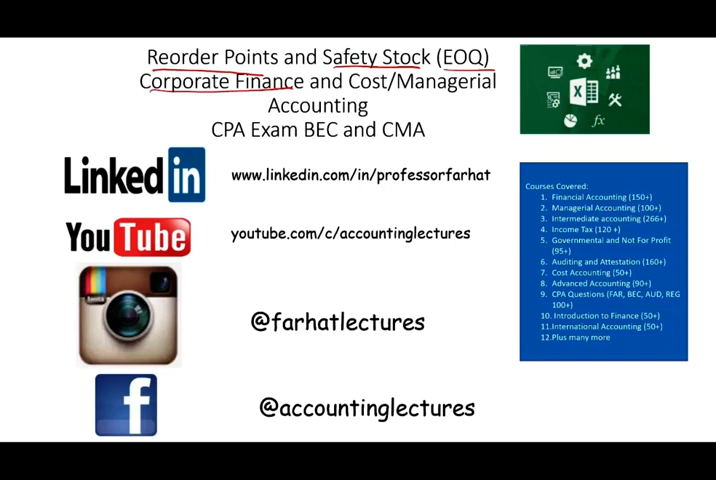 Reorder Points and Safety Stock (EOQ)
Corporate Finance and Cost/Managerial
Accounting
CPA Exam BEC and CMA
Linked in
www.linkedin.com/in/professorfarhat
YouTube
youtube.com/c/accountinglectures
Insta
@farhatlectures
f
@accountinglectures
X
fx
Courses Covered:
1. Financial Accounting (150+)
2. Managerial Accounting (100+)
3. Intermediate accounting (266+)
4. Income Tax (120 +)
5. Governmental and Not For Profit
(95+)
6. Auditing and Attestation (160+)
7. Cost Accounting (50+)
8. Advanced Accounting (90+)
9. CPA Questions (FAR, BEC, AUD, REG
100+)
10. Introduction to Finance (50+)
11.International Accounting (50+)
12.Plus many more